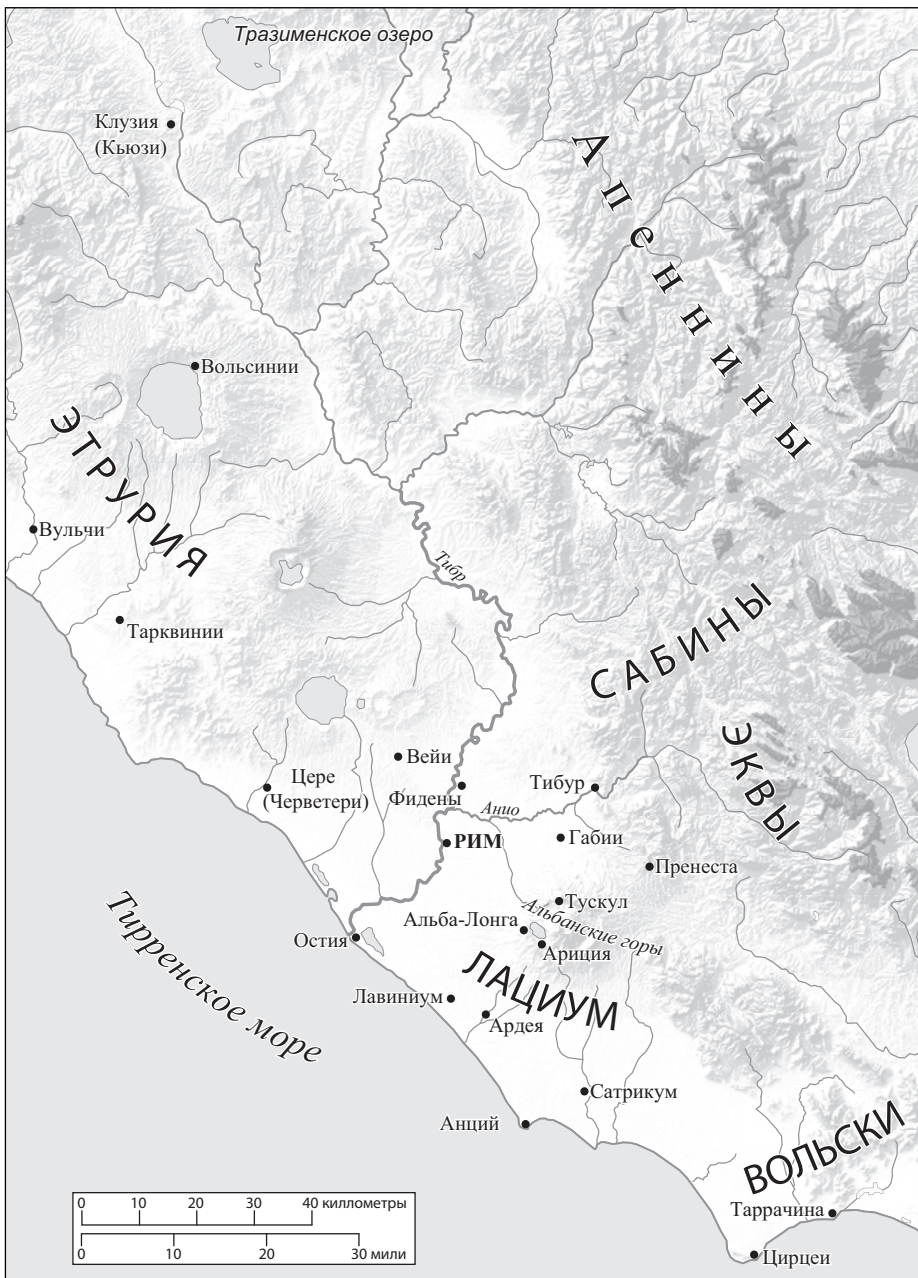 Тразименское озеро
Клузия
(Кьюзи)
Апеннины
Вольсинии
ЭТРУРИЯ
Вульчи
Тибр
Тарквинии
САБИНЫ
ЭКВЫ
Вейи
Цере
(Черветери)
Фидены
Тибур
Анио
РИМ
Габии
Пренеста
Тускул
Альба-Лонга
Альбанские горы
Остия
Ариция
Тирренское море
ЛАЦИУМ
Лавиниум
Ардея
Сатрикум
Анций
ВОЛЬСКИ
Таррачина
Цирцеи
0 10 20 30 40 километры
0 10 20 30 мили